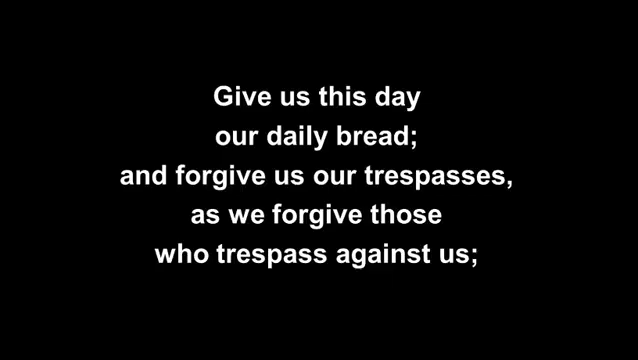 Give us this day
our daily bread;
and forgive us our trespasses,
as we forgive those
who trespass against us;